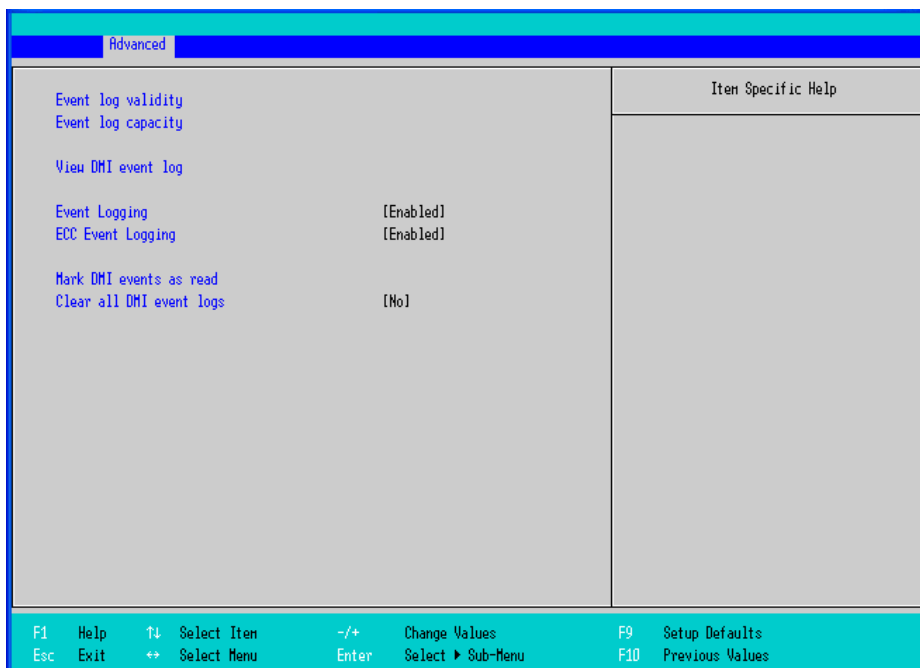 Advanced
Item Specific Help
Event log validity
Event log capacity
View DMI event log
Event Logging [Enabled]
ECC Event Logging [Enabled]
Mark DMI events as read
Clear all DMI event logs [No]
F1 Help ↑↓ Select Item -/+ Change Values F9 Setup Defaults
Esc Exit ↔ Select Menu Enter Select ▶ Sub-Menu F10 Previous Values